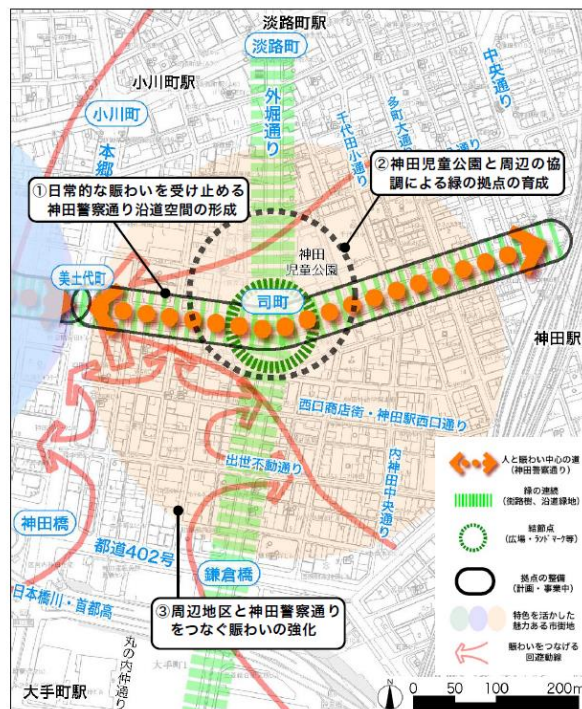 淡路町駅
淡路町
小川町駅
小川町
中央通り
外堀通り
本郷
千代田小通り
多町大通り
①日常的な賑わいを受け止める
神田警察通り沿道空間の形成
②神田児童公園と周辺の協
調による緑の拠点の育成
神田
児童公園
美土代町
司町
神田駅
西口商店街・神田駅西口通り
出世不動通り
内神田中央通り
神田橋
都道402号
鎌倉橋
日本橋川・首都高
③周辺地区と神田警察通り
をつなぐ賑わいの強化
丸の内仲通り
大手町駅
人と賑わい中心の道
(神田警察通り)
緑の連続
(街路樹、沿道緑地)
結節点
(広場・ランドマーク等)
拠点の整備
(計画・事業中)
特色を活かした
魅力ある市街地
賑わいをつなげる
回遊動線
N
0 50 100 200m